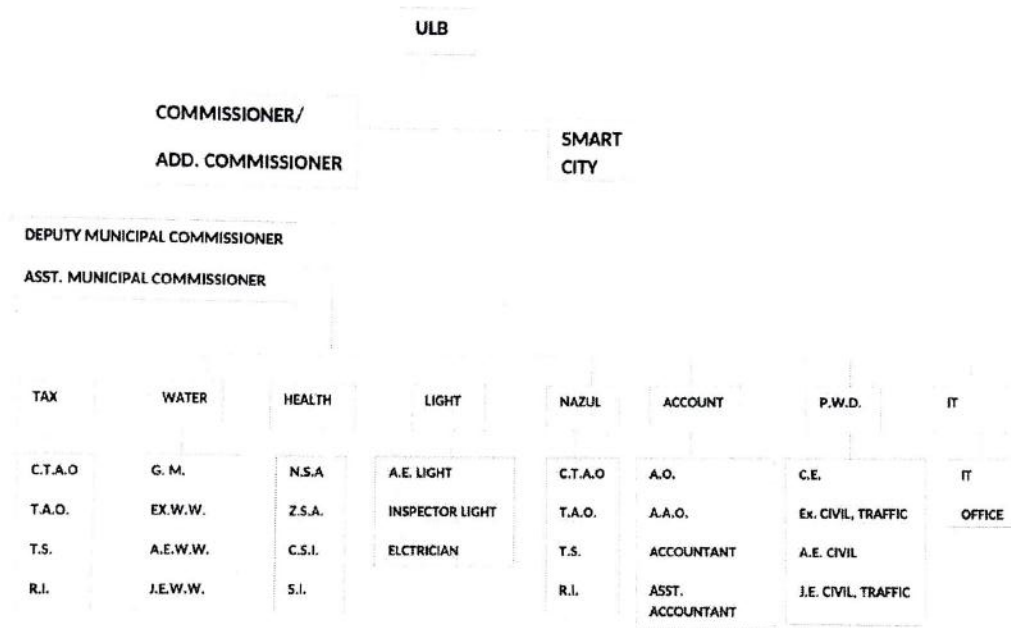 ULB
COMMISSIONER/
ADD. COMMISSIONER
SMART
CITY
DEPUTY MUNICIPAL COMMISSIONER
ASST. MUNICIPAL COMMISSIONER
TAX
C.T.A.O
T.A.O.
T.S.
R.I.
WATER
G. M.
EX.W.W.
A.E.W.W.
J.E.W.W.
HEALTH
N.S.A
Z.S.A.
C.S.I.
S.I.
LIGHT
A.E. LIGHT
INSPECTOR LIGHT
ELCTRICIAN
NAZUL
C.T.A.O
T.A.O.
T.S.
R.I.
ACCOUNT
A.O.
A.A.O.
ACCOUNTANT
ASST.
ACCOUNTANT
P.W.D.
C.E.
Ex. CIVIL, TRAFFIC
A.E. CIVIL
J.E. CIVIL, TRAFFIC
IT
IT
OFFICE